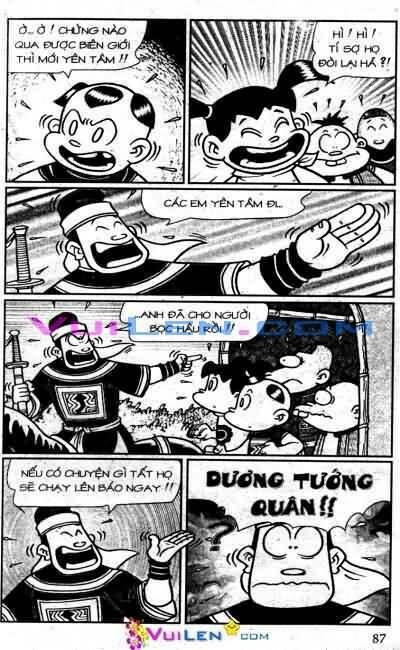 Ờ...Ờ! CHỪNG NÀO
QUA ĐƯỢC BIÊN GIỚI
THÌ MỚI YÊN TÂM!!
HÌ! HÌ!
TÍ SỢ HỌ
ĐÒI LẠI HẢ?!
CÁC EM YÊN TÂM ĐI..
...ANH ĐÃ CHO NGƯỜI
BỌC HẬU RỒI!!
VUILEN.COM
NẾU CÓ CHUYỆN GÌ TẤT HỌ
SẼ CHẠY LÊN BÁO NGAY!!
DƯƠNG TƯỚNG
QUÂN!!
?
87
VUILEN.COM